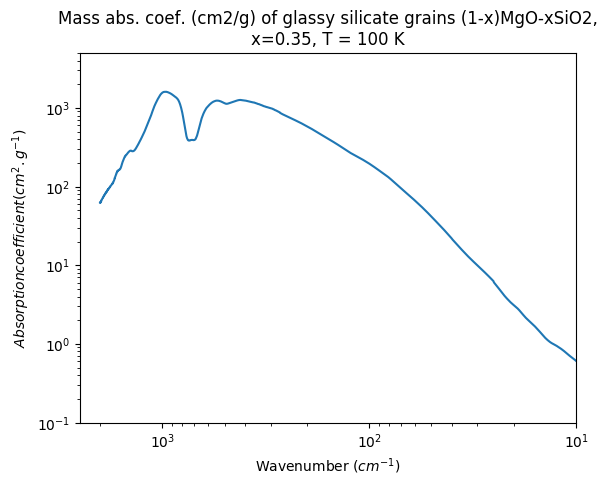 Mass abs. coef. (cm2/g) of glassy silicate grains (1-x)MgO-xSiO2,
x=0.35, T = 100 K
Absorptioncoefficient(cm².g⁻¹)
10³
10²
10¹
10⁰
10⁻¹
10³ 10² 10¹
Wavenumber (cm⁻¹)